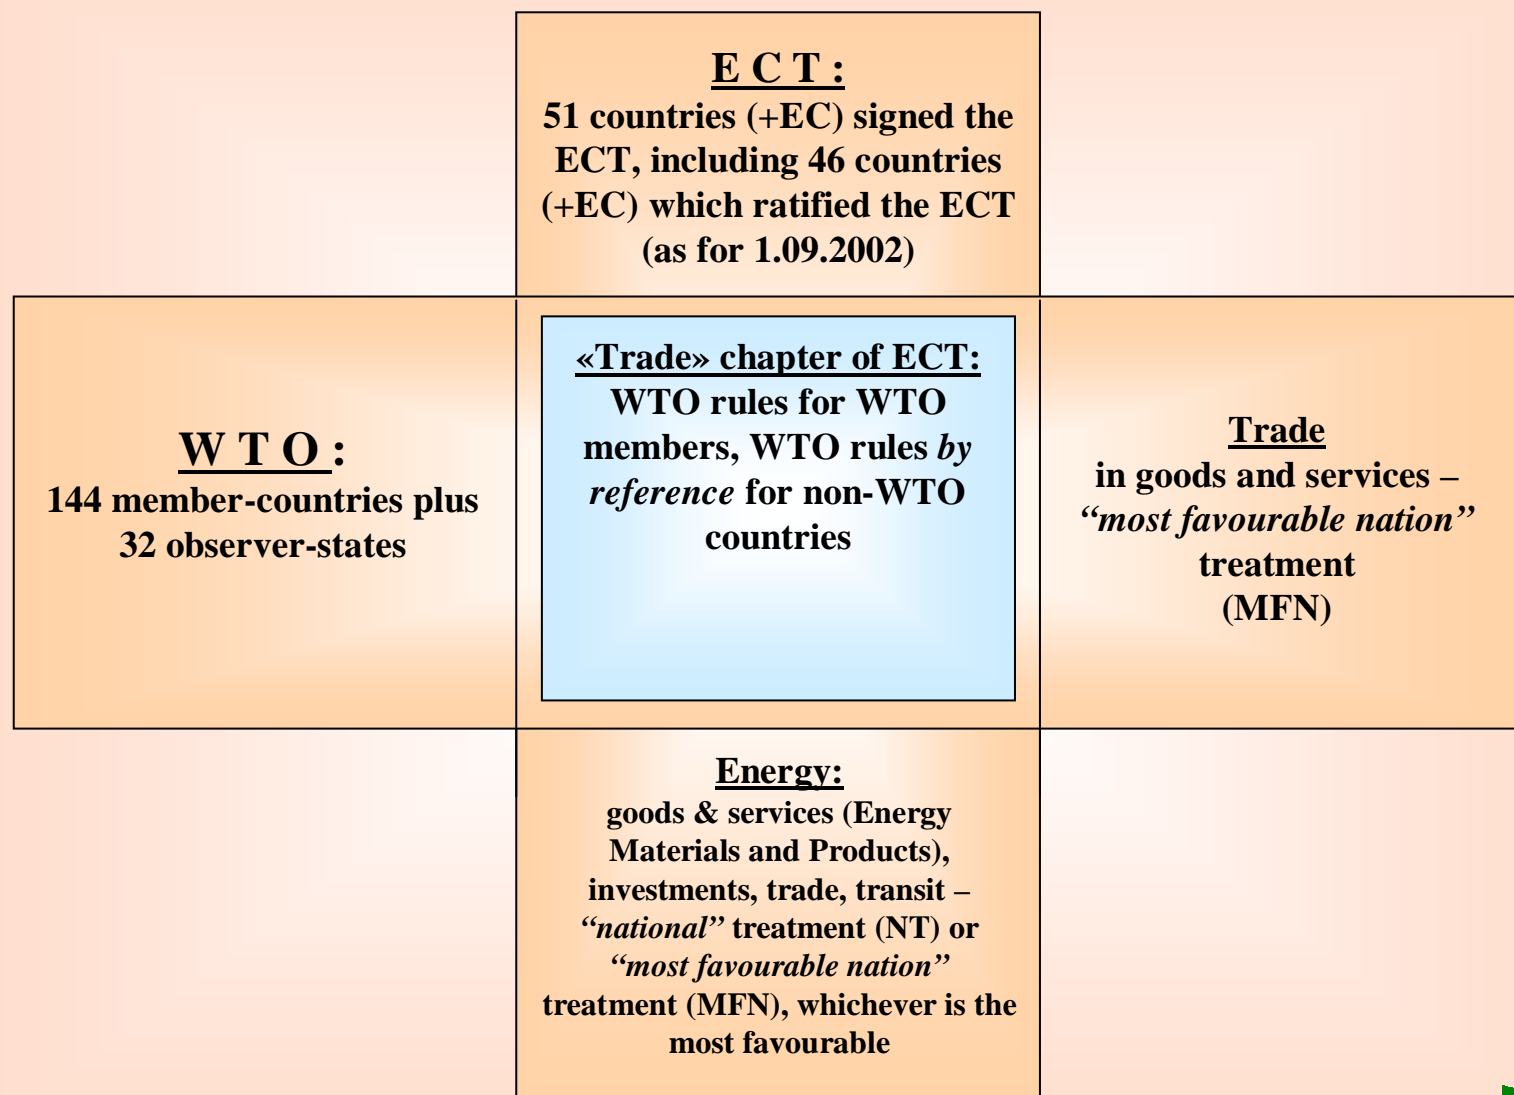 E C T :
51 countries (+EC) signed the
ECT, including 46 countries
(+EC) which ratified the ECT
(as for 1.09.2002)
W T O :
144 member-countries plus
32 observer-states
«Trade» chapter of ECT:
WTO rules for WTO
members, WTO rules by
reference for non-WTO
countries
Trade
in goods and services –
“most favourable nation”
treatment
(MFN)
Energy:
goods & services (Energy
Materials and Products),
investments, trade, transit –
“national” treatment (NT) or
“most favourable nation”
treatment (MFN), whichever is the
most favourable